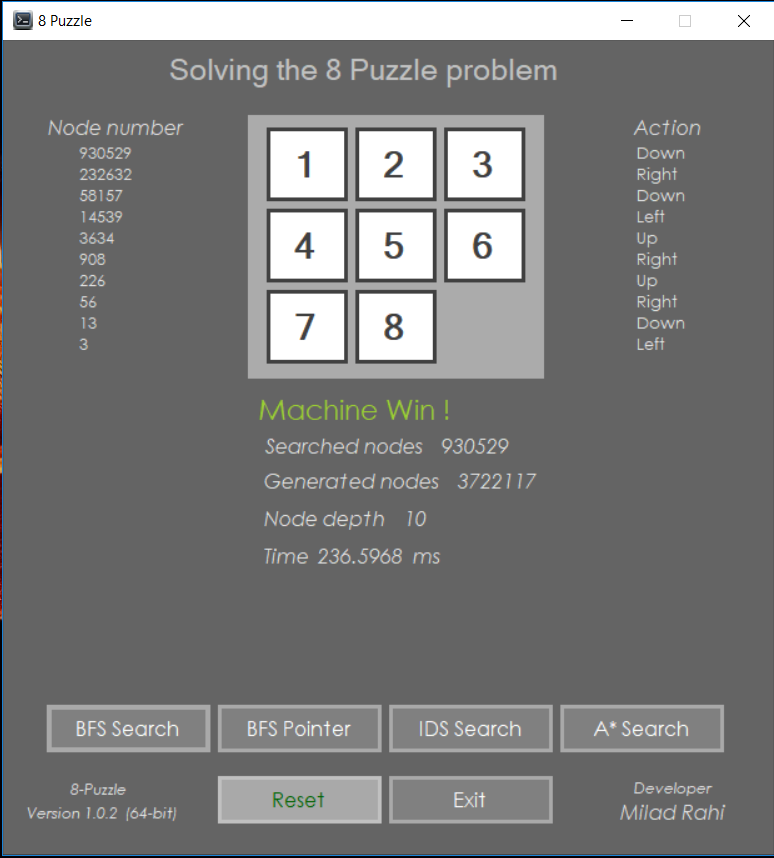 8 Puzzle
Solving the 8 Puzzle problem
Node number
930529
232632
58157
14539
3634
908
226
56
13
3
1 2 3
4 5 6
7 8
Action
Down
Right
Down
Left
Up
Right
Up
Right
Down
Left
Machine Win !
Searched nodes 930529
Generated nodes 3722117
Node depth 10
Time 236.5968 ms
BFS Search BFS Pointer IDS Search A* Search
Reset Exit
8-Puzzle
Version 1.0.2 (64-bit)
Developer
Milad Rahi